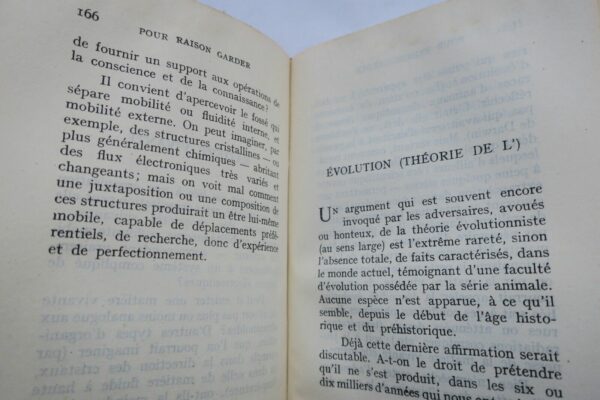 166
POUR RAISON GARDER
de fournir un support aux opérations de
la conscience et de la connaissance?
Il convient d'apercevoir le fossé qui
sépare mobilité ou fluidité interne, et
mobilité externe. On peut imaginer, par
exemple, des structures cristallines — ou
plus généralement chimiques — abritant
des flux électroniques très variés et
changeants; mais on voit mal comment
une juxtaposition ou une composition de
ces structures produirait un être lui-même
mobile, capable de déplacements préfé-
rentiels, de recherche, donc d'expérience
et de perfectionnement.
ÉVOLUTION (THÉORIE DE L')
UN argument qui est souvent encore
invoqué par les adversaires, avoués
ou honteux, de la théorie évolutionniste
(au sens large) est l'extrême rareté, sinon
l'absence totale, de faits caractérisés, dans
le monde actuel, témoignant d'une faculté
d'évolution possédée par la série animale.
Aucune espèce n'est apparue, à ce qu'il
semble, depuis le début de l'âge histo-
rique et du préhistorique.
Déjà cette dernière affirmation serait
discutable. A-t-on le droit de prétendre
qu'il ne s'est produit, dans les six ou
dix milliers d'années qui nous